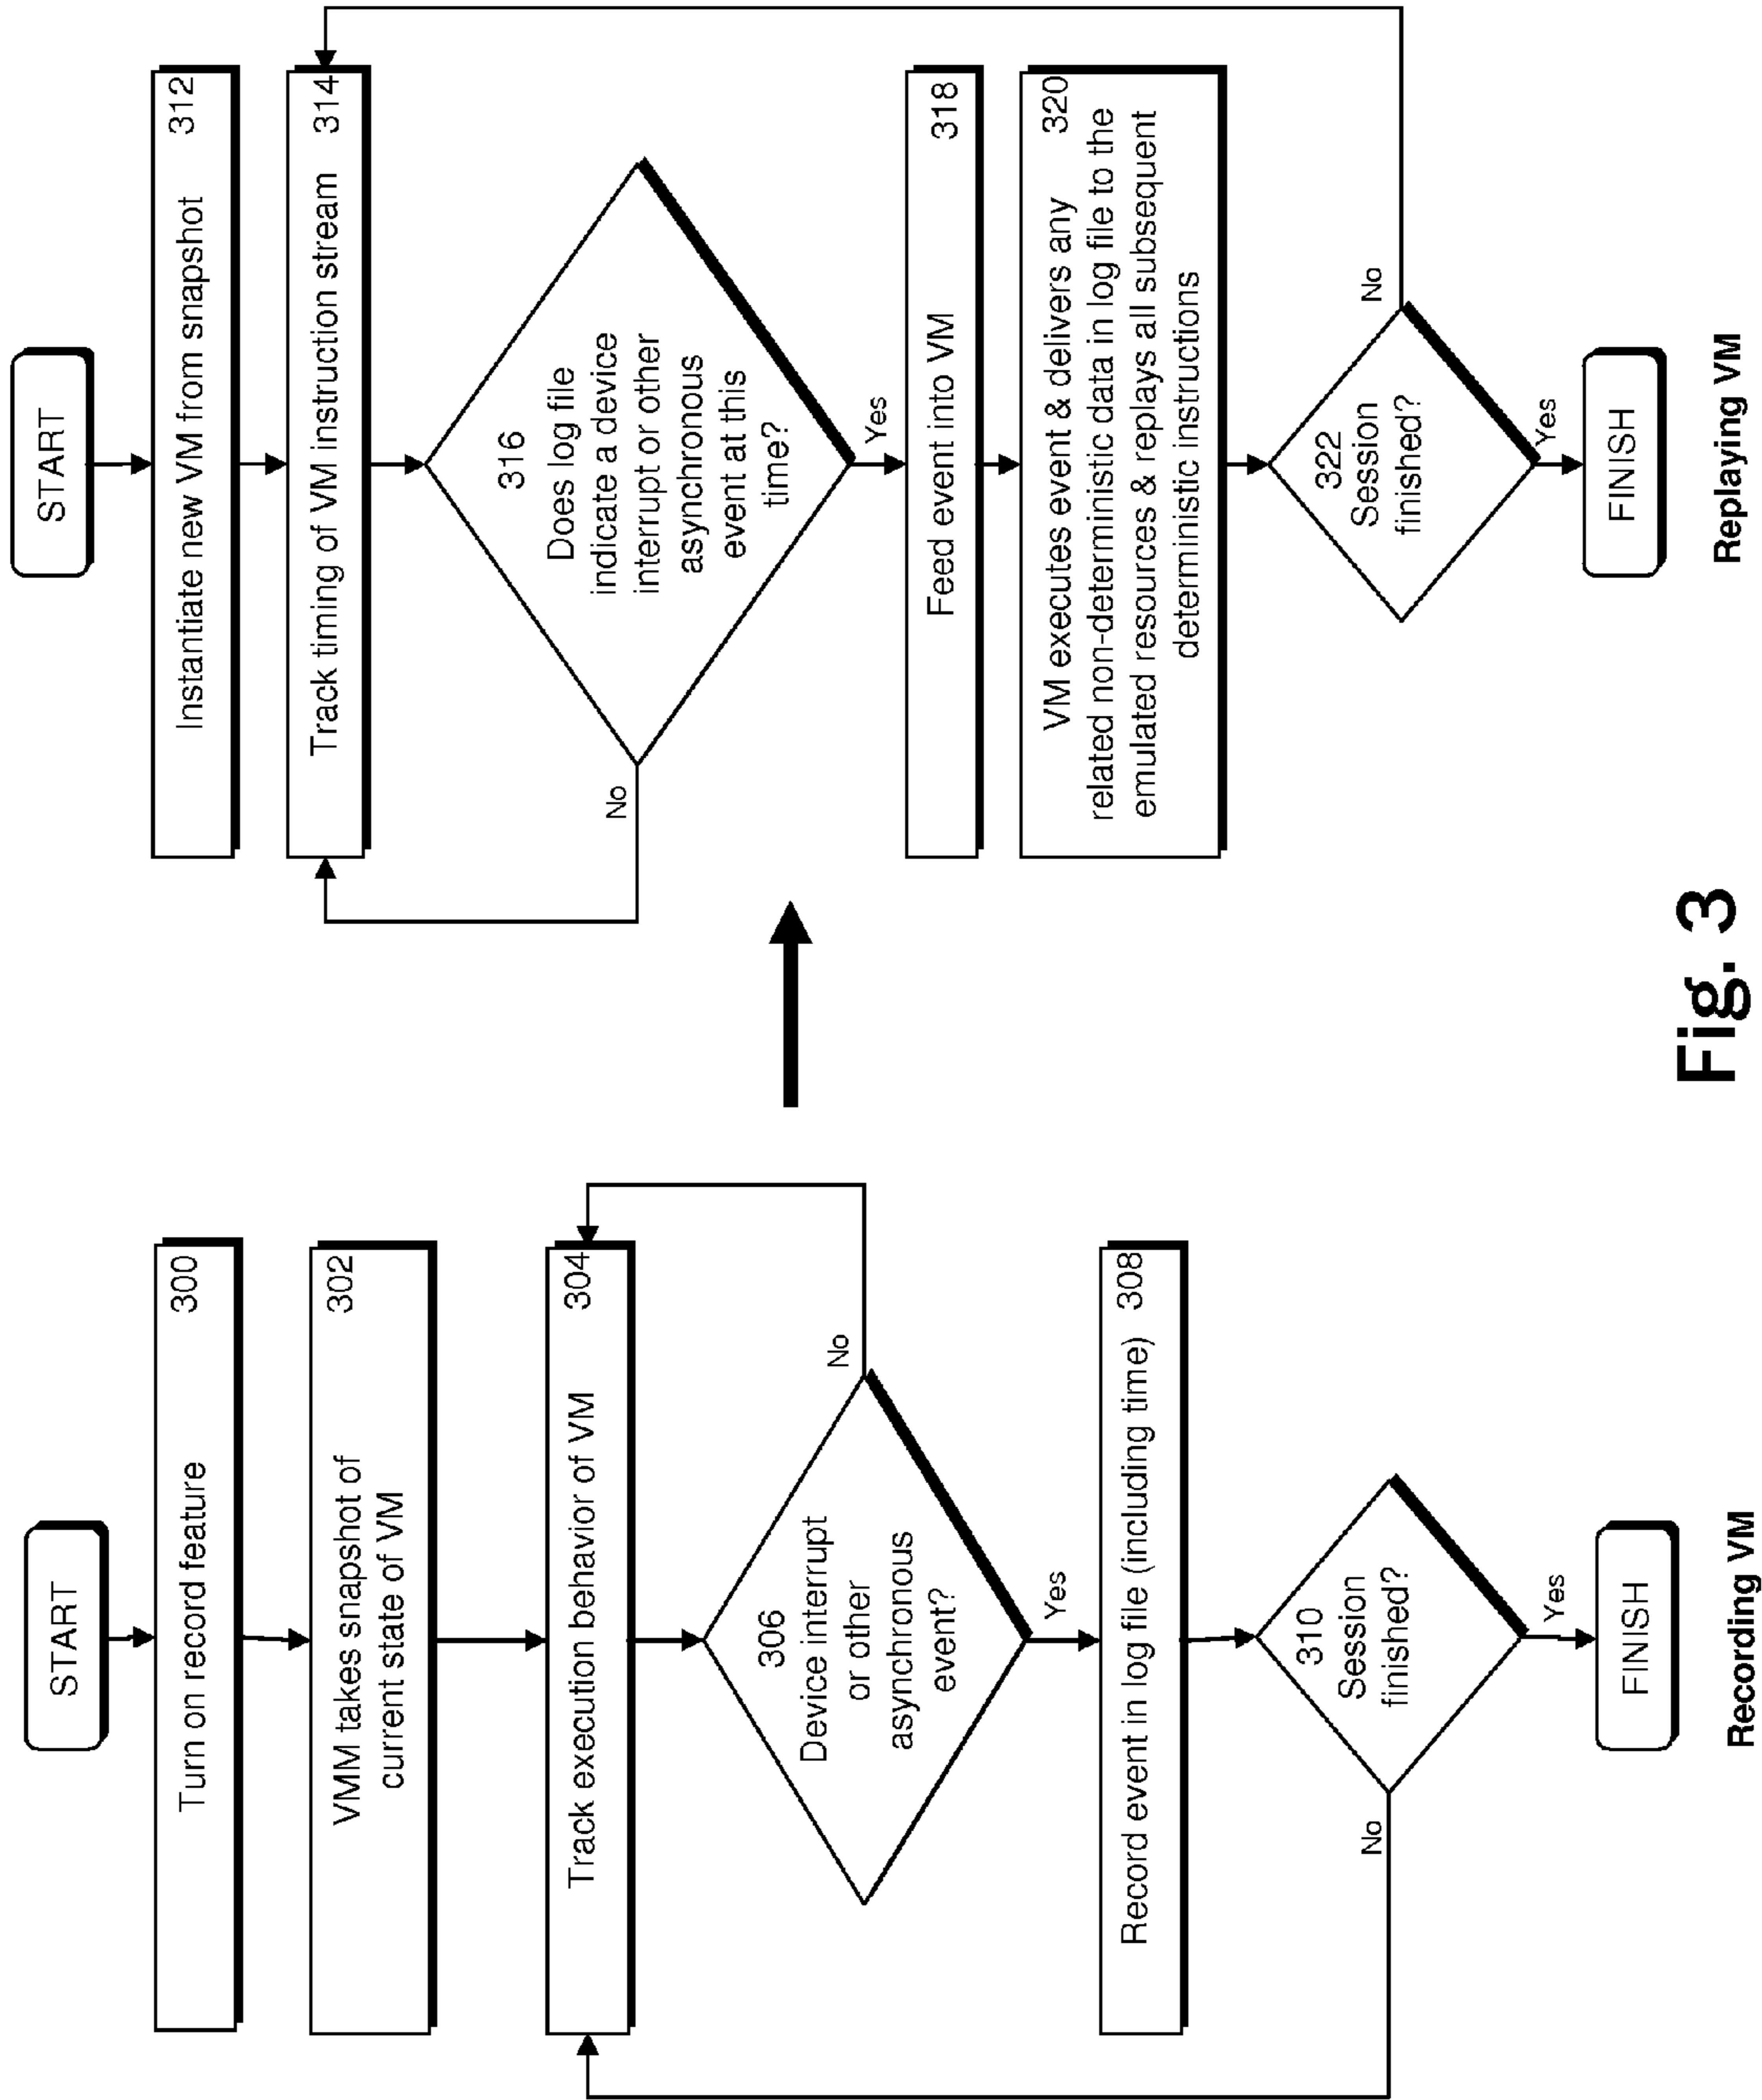 START
Turn on record feature 300
VMM takes snapshot of 302
current state of VM
Track execution behavior of VM 304
306
Device interrupt
or other
asynchronous
event?
No
Yes
Record event in log file (including time) 308
310
Session
finished?
No
Yes
FINISH
Recording VM
START
Instantiate new VM from snapshot 312
Track timing of VM instruction stream 314
316
Does log file
indicate a device
interrupt or other
asynchronous
event at this
time?
No
Yes
Feed event into VM 318
VM executes event & delivers any 320
related non-deterministic data in log file to the
emulated resources & replays all subsequent
deterministic instructions
322
Session
finished?
No
Yes
FINISH
Replaying VM
Fig. 3